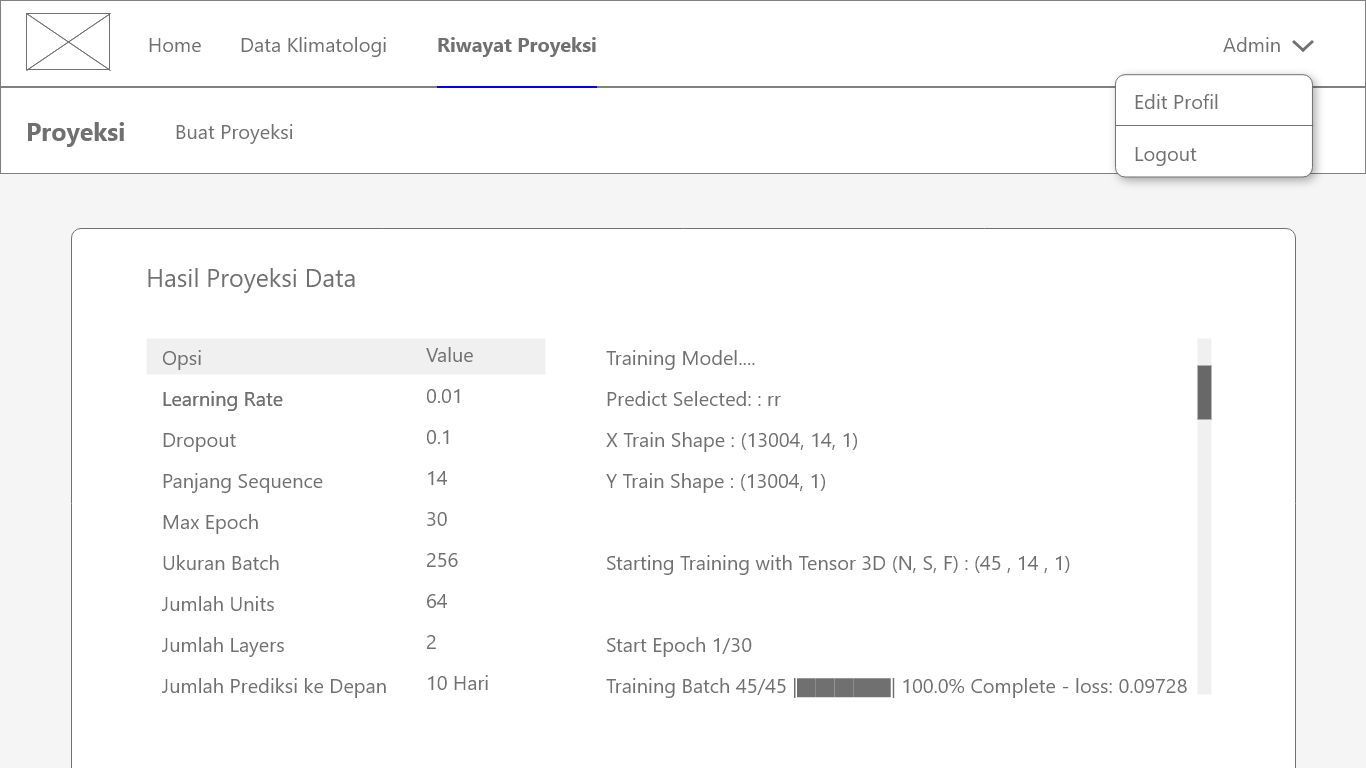 Home Data Klimatologi Riwayat Proyeksi Admin
Edit Profil
Logout
Proyeksi Buat Proyeksi
Hasil Proyeksi Data
Opsi Value
Learning Rate 0.01
Dropout 0.1
Panjang Sequence 14
Max Epoch 30
Ukuran Batch 256
Jumlah Units 64
Jumlah Layers 2
Jumlah Prediksi ke Depan 10 Hari
Training Model....
Predict Selected: : rr
X Train Shape : (13004, 14, 1)
Y Train Shape : (13004, 1)
Starting Training with Tensor 3D (N, S, F) : (45 , 14 , 1)
Start Epoch 1/30
Training Batch 45/45 |██████| 100.0% Complete - loss: 0.09728